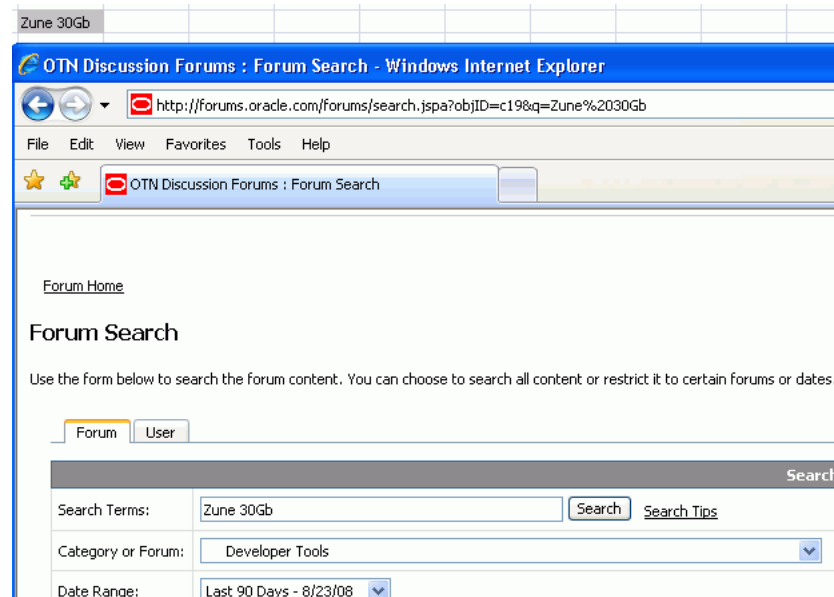 Zune 30Gb
OTN Discussion Forums : Forum Search - Windows Internet Explorer
http://forums.oracle.com/forums/search.jspa?objID=c19&q=Zune%2030Gb
File Edit View Favorites Tools Help
OTN Discussion Forums : Forum Search
Forum Home
Forum Search
Use the form below to search the forum content. You can choose to search all content or restrict it to certain forums or dates.
Forum User
Search
Search Terms: Zune 30Gb Search Search Tips
Category or Forum: Developer Tools
Date Range: Last 90 Days - 8/23/08